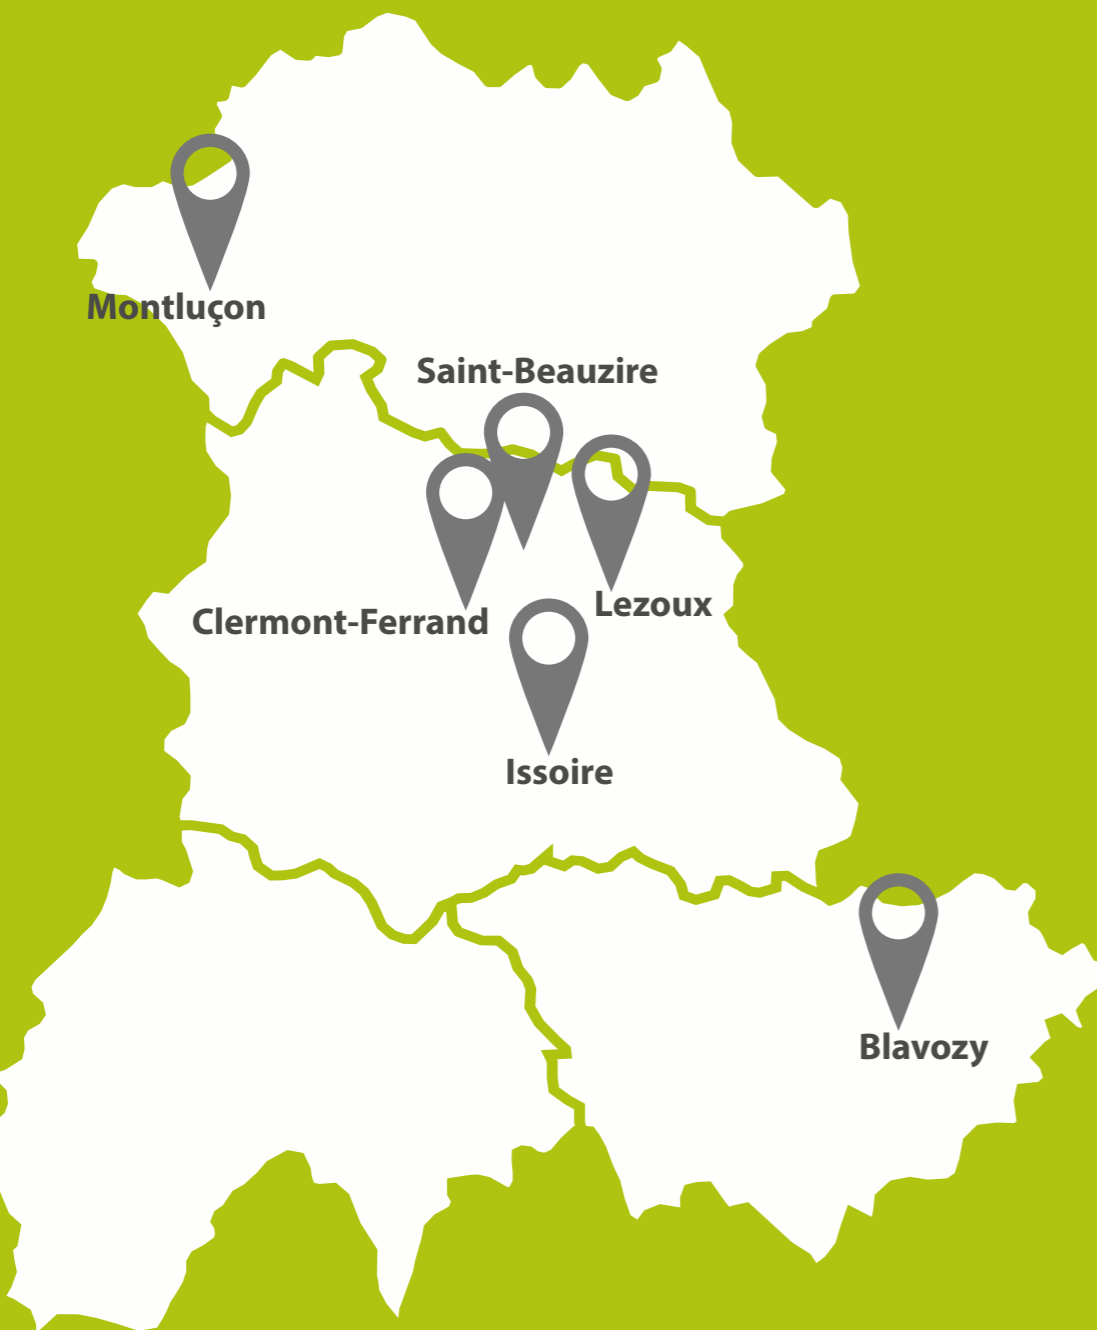 Montluçon
Saint-Beauzire
Lezoux
Clermont-Ferrand
Issoire
Blavozy